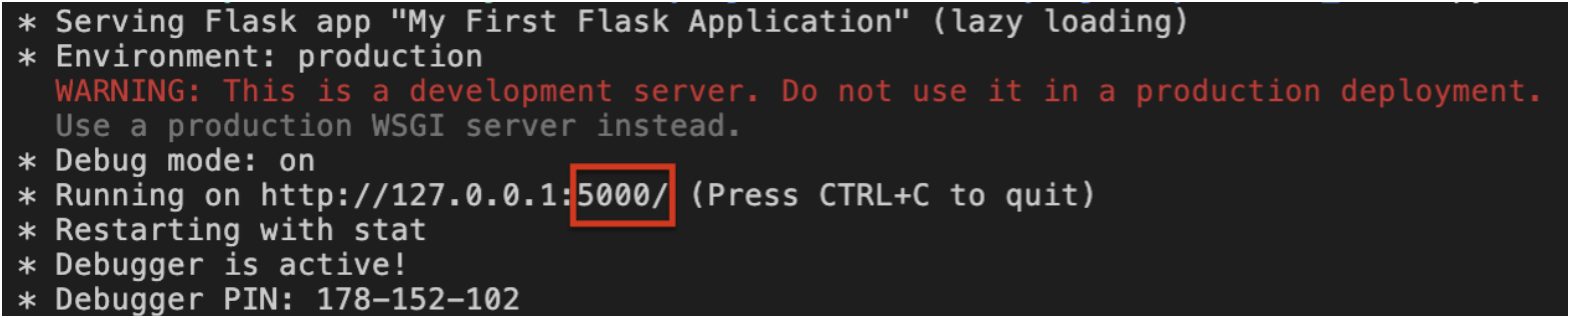 * Serving Flask app "My First Flask Application" (lazy loading)
* Environment: production
WARNING: This is a development server. Do not use it in a production deployment.
Use a production WSGI server instead.
* Debug mode: on
* Running on http://127.0.0.1:5000/ (Press CTRL+C to quit)
* Restarting with stat
* Debugger is active!
* Debugger PIN: 178-152-102